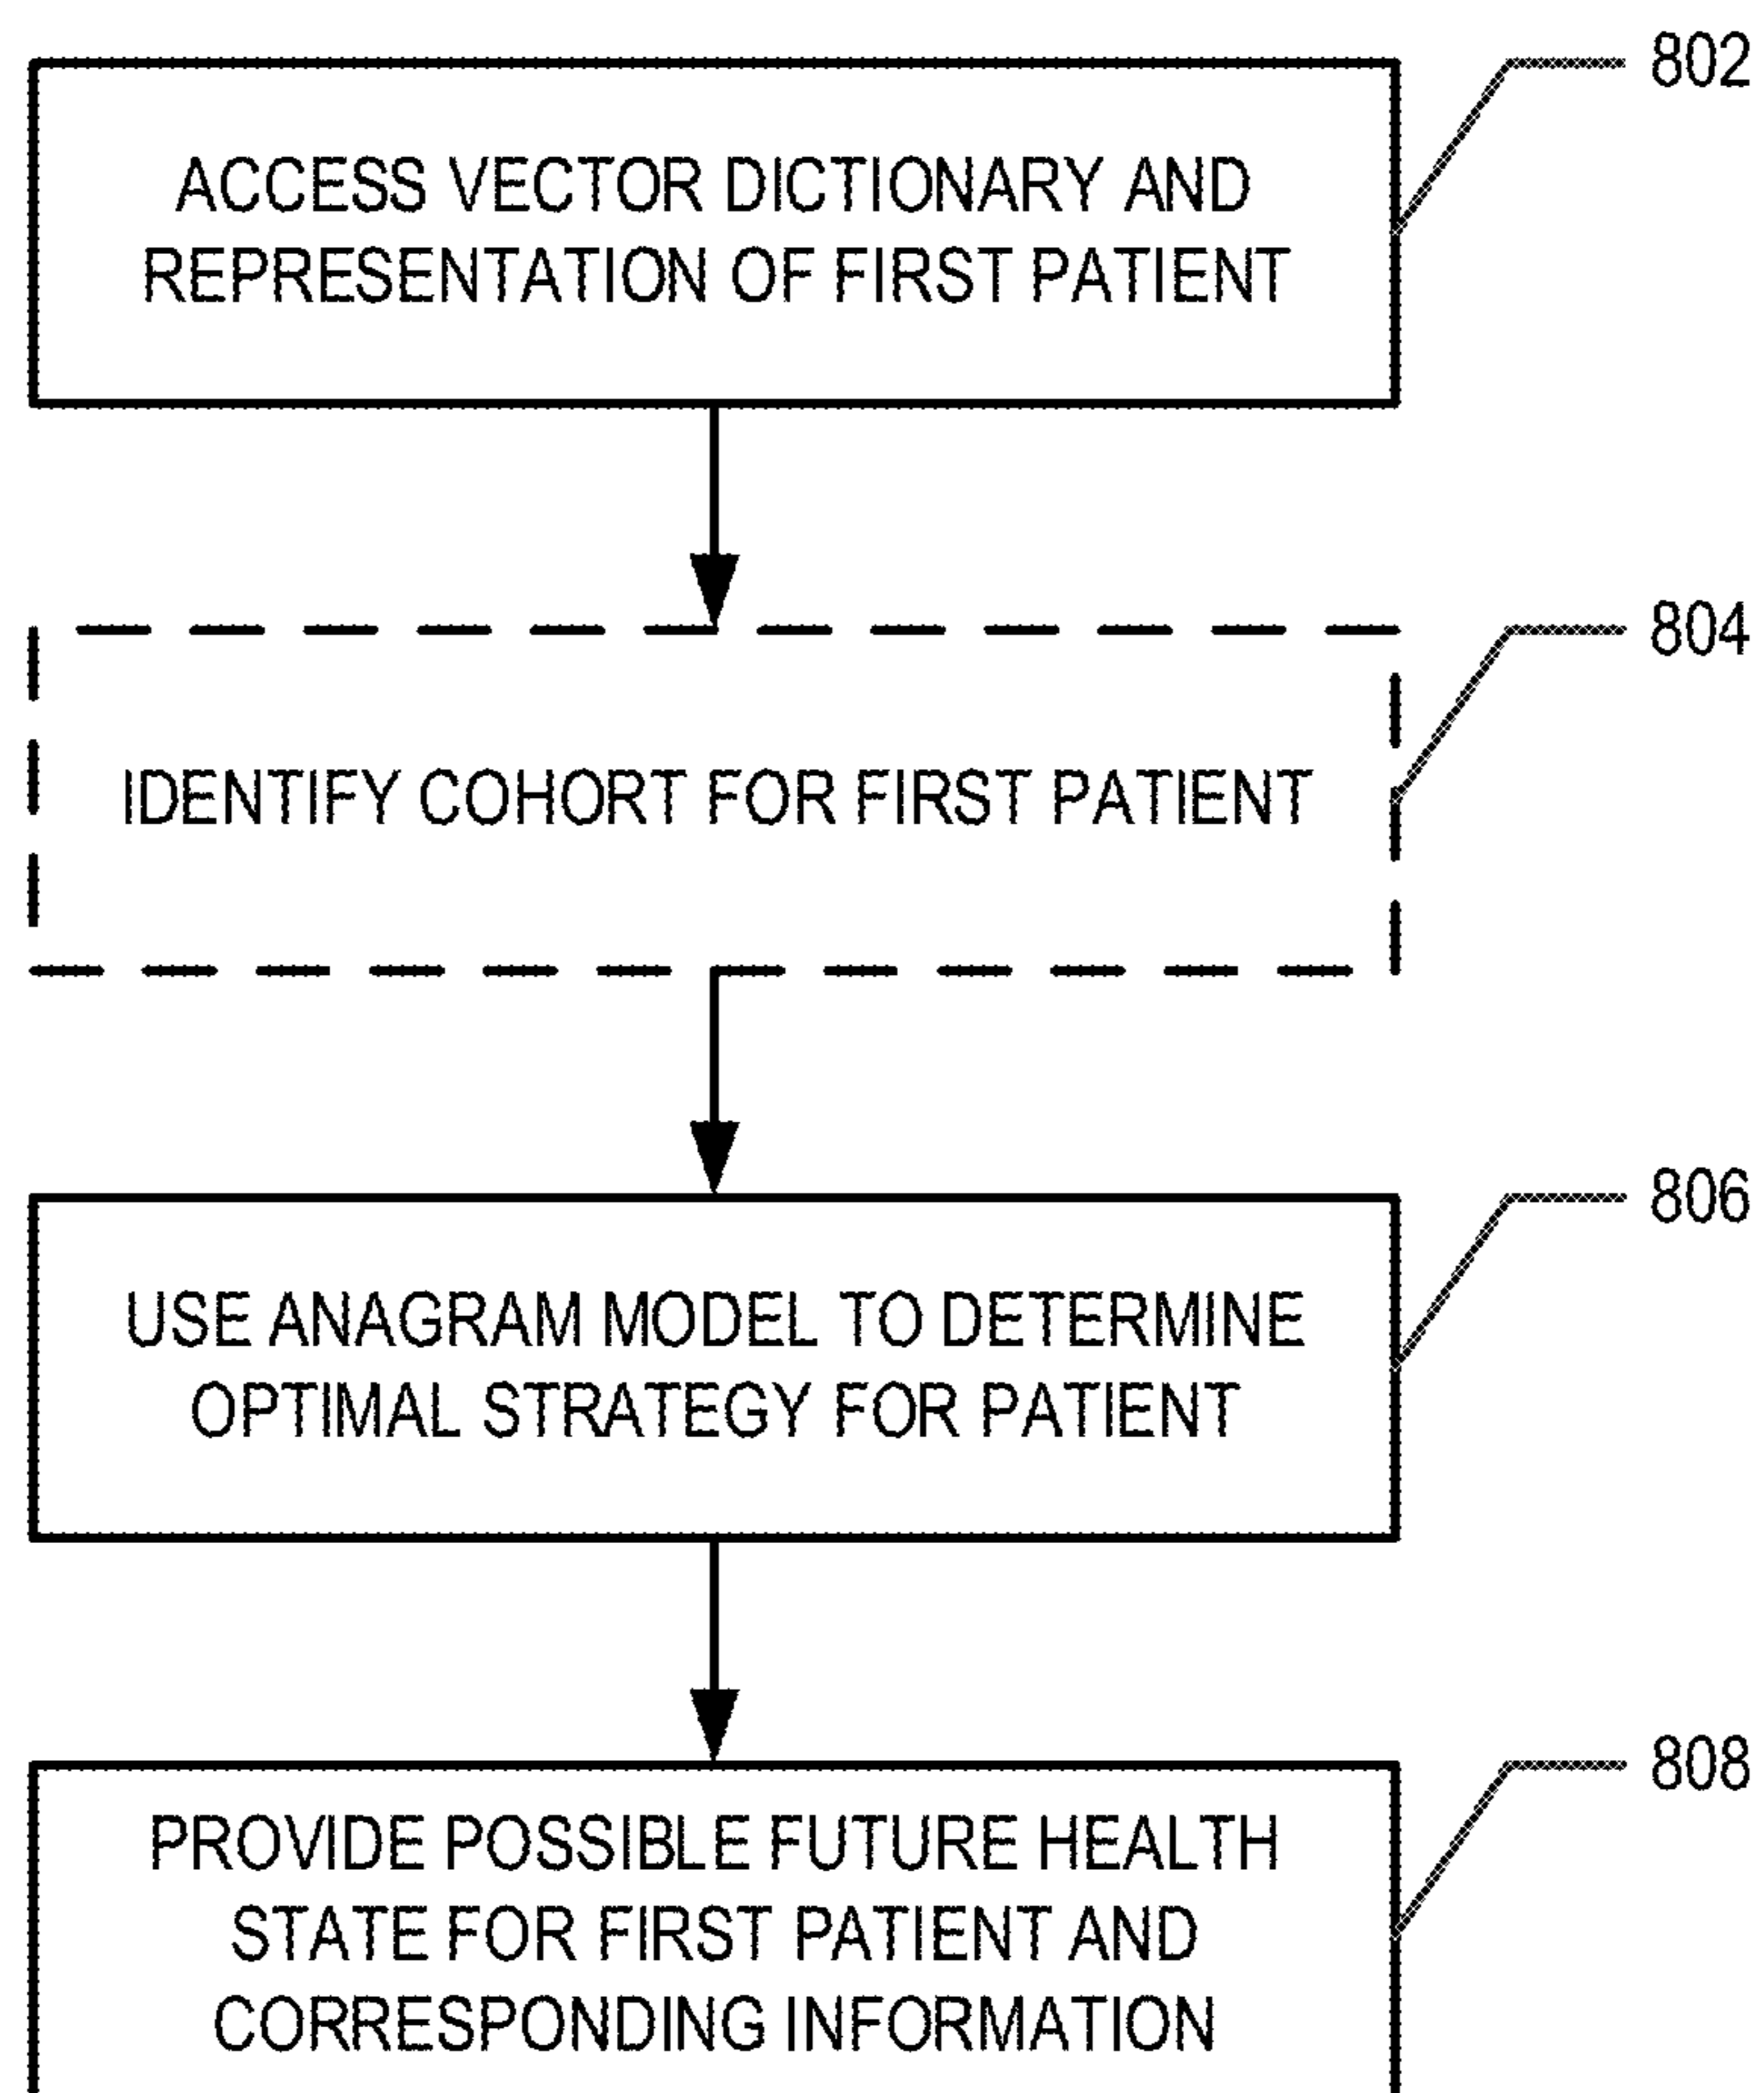 802
ACCESS VECTOR DICTIONARY AND
REPRESENTATION OF FIRST PATIENT
804
IDENTIFY COHORT FOR FIRST PATIENT
806
USE ANAGRAM MODEL TO DETERMINE
OPTIMAL STRATEGY FOR PATIENT
808
PROVIDE POSSIBLE FUTURE HEALTH
STATE FOR FIRST PATIENT AND
CORRESPONDING INFORMATION